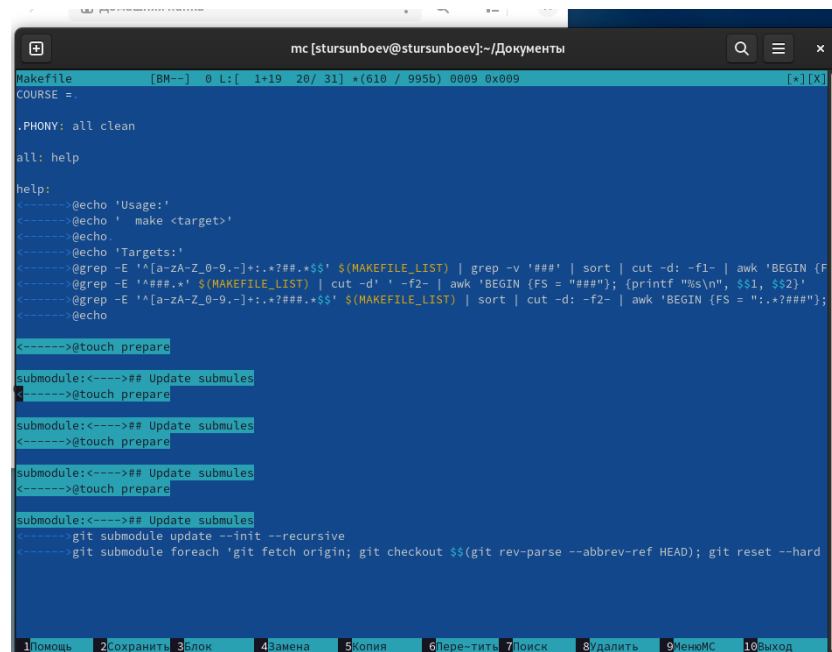 mc [stursunboev@stursunboev]:~/Документы
Makefile [BM--] 0 L:[ 1+19 20/ 31] *(610 / 995b) 0009 0x009 [*][X]
COURSE =.
.PHONY: all clean
all: help
help:
<------>@echo 'Usage:'
<------>@echo ' make <target>'
<------>@echo.
<------>@echo 'Targets:'
<------>@grep -E '^[a-zA-Z_0-9.-]+:.*?##.*$$' $(MAKEFILE_LIST) | grep -v '###' | sort | cut -d: -f1- | awk 'BEGIN {F
<------>@grep -E '^###.*' $(MAKEFILE_LIST) | cut -d' ' -f2- | awk 'BEGIN {FS = "###"}; {printf "%s\n", $$1, $$2}'
<------>@grep -E '^[a-zA-Z_0-9.-]+:.*?###.*$$' $(MAKEFILE_LIST) | sort | cut -d: -f2- | awk 'BEGIN {FS = ":.*?###"};
<------>@echo
<------>@touch prepare
submodule:<---->## Update submules
<------>@touch prepare
submodule:<---->## Update submules
<------>@touch prepare
submodule:<---->## Update submules
<------>@touch prepare
submodule:<---->## Update submules
<------>git submodule update --init --recursive
<------>git submodule foreach 'git fetch origin; git checkout $$(git rev-parse --abbrev-ref HEAD); git reset --hard
1Помощь 2Сохранить 3Блок 4Замена 5Копия 6Пере~тить 7Поиск 8Удалить 9МенюMC 10Выход